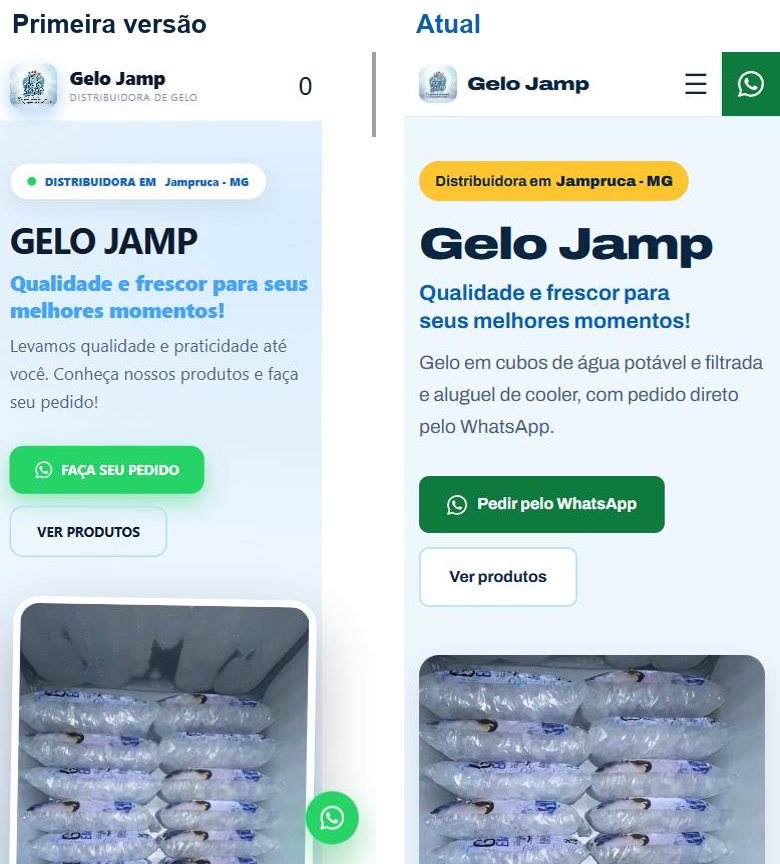 Primeira versão
Gelo Jamp
DISTRIBUIDORA DE GELO
0
DISTRIBUIDORA EM Jampruca - MG
GELO JAMP
Qualidade e frescor para seus
melhores momentos!
Levamos qualidade e praticidade até
você. Conheça nossos produtos e faça
seu pedido!
FAÇA SEU PEDIDO
VER PRODUTOS
Atual
Gelo Jamp
Distribuidora em Jampruca - MG
Gelo Jamp
Qualidade e frescor para
seus melhores momentos!
Gelo em cubos de água potável e filtrada
e aluguel de cooler, com pedido direto
pelo WhatsApp.
Pedir pelo WhatsApp
Ver produtos